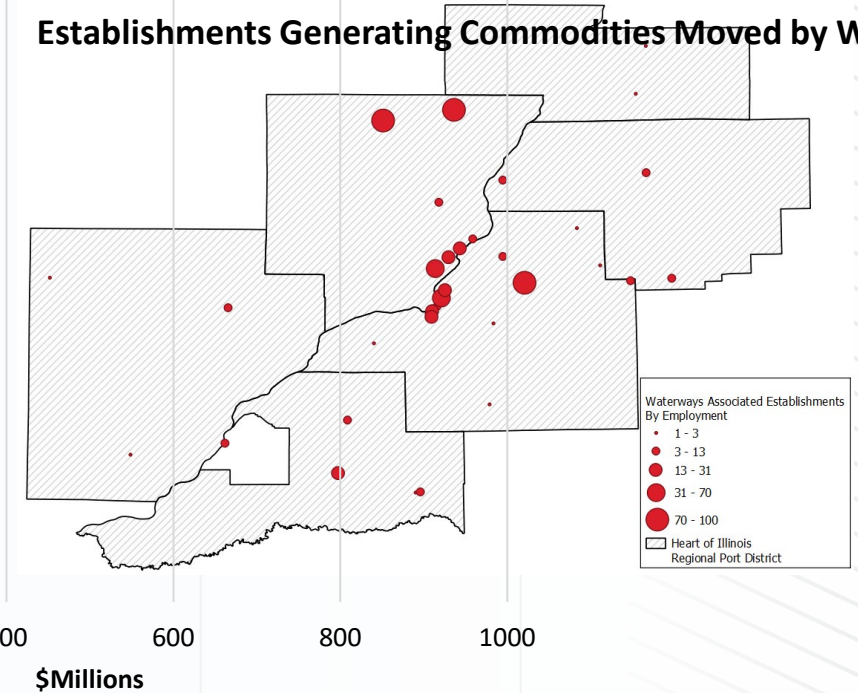 Establishments Generating Commodities Moved by W
Waterways Associated Establishments
By Employment
1 - 3
3 - 13
13 - 31
31 - 70
70 - 100
Heart of Illinois
Regional Port District
00 600 800 1000
$Millions